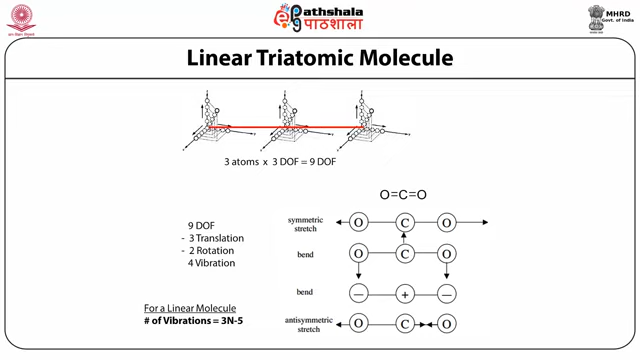 ePathshala
पाठशाला
MHRD
Govt. of India
Linear Triatomic Molecule
3 atoms x 3 DOF = 9 DOF
O=C=O
9 DOF
- 3 Translation
- 2 Rotation
4 Vibration
symmetric stretch
O C O
bend
O C O
bend
— + —
antisymmetric stretch
O C O
For a Linear Molecule
# of Vibrations = 3N-5